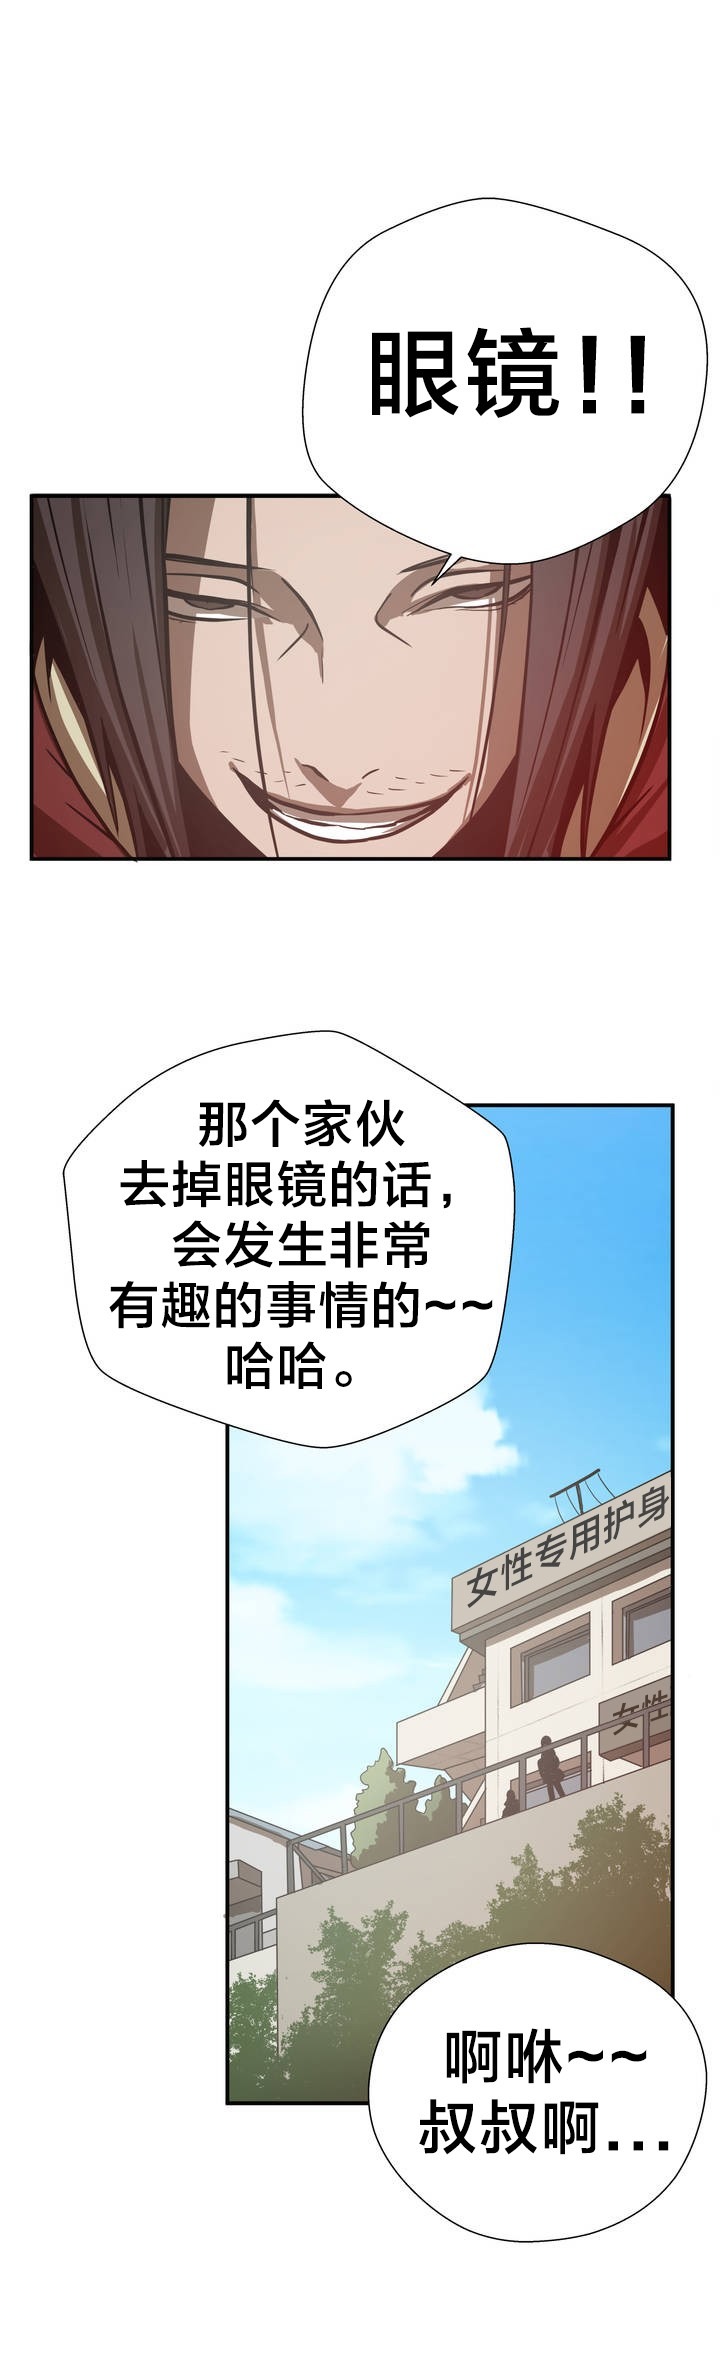 眼镜!!
那个家伙
去掉眼镜的话，
会发生非常
有趣的事情的~~
哈哈。
女性专用护身
女性
啊咻~~
叔叔啊...